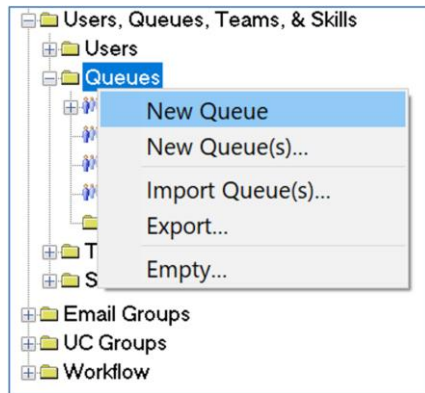 Users, Queues, Teams, & Skills
Users
Queues
New Queue
New Queue(s)...
Import Queue(s)...
Export...
T
Empty...
S
Email Groups
UC Groups
Workflow